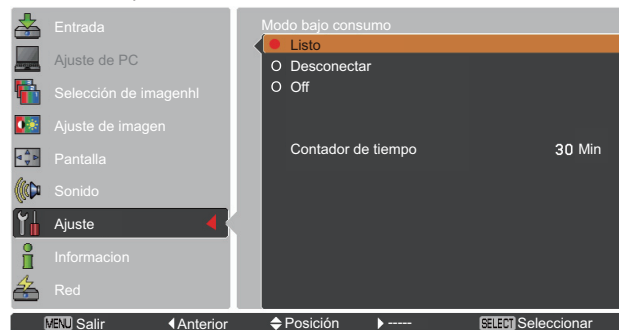 Entrada
Ajuste de PC
Selección de imagenhl
Ajuste de imagen
Pantalla
Sonido
Ajuste
Informacion
Red
Modo bajo consumo
Listo
Desconectar
Off
Contador de tiempo 30 Min
MENU Salir Anterior Posición ----- SELECT Seleccionar